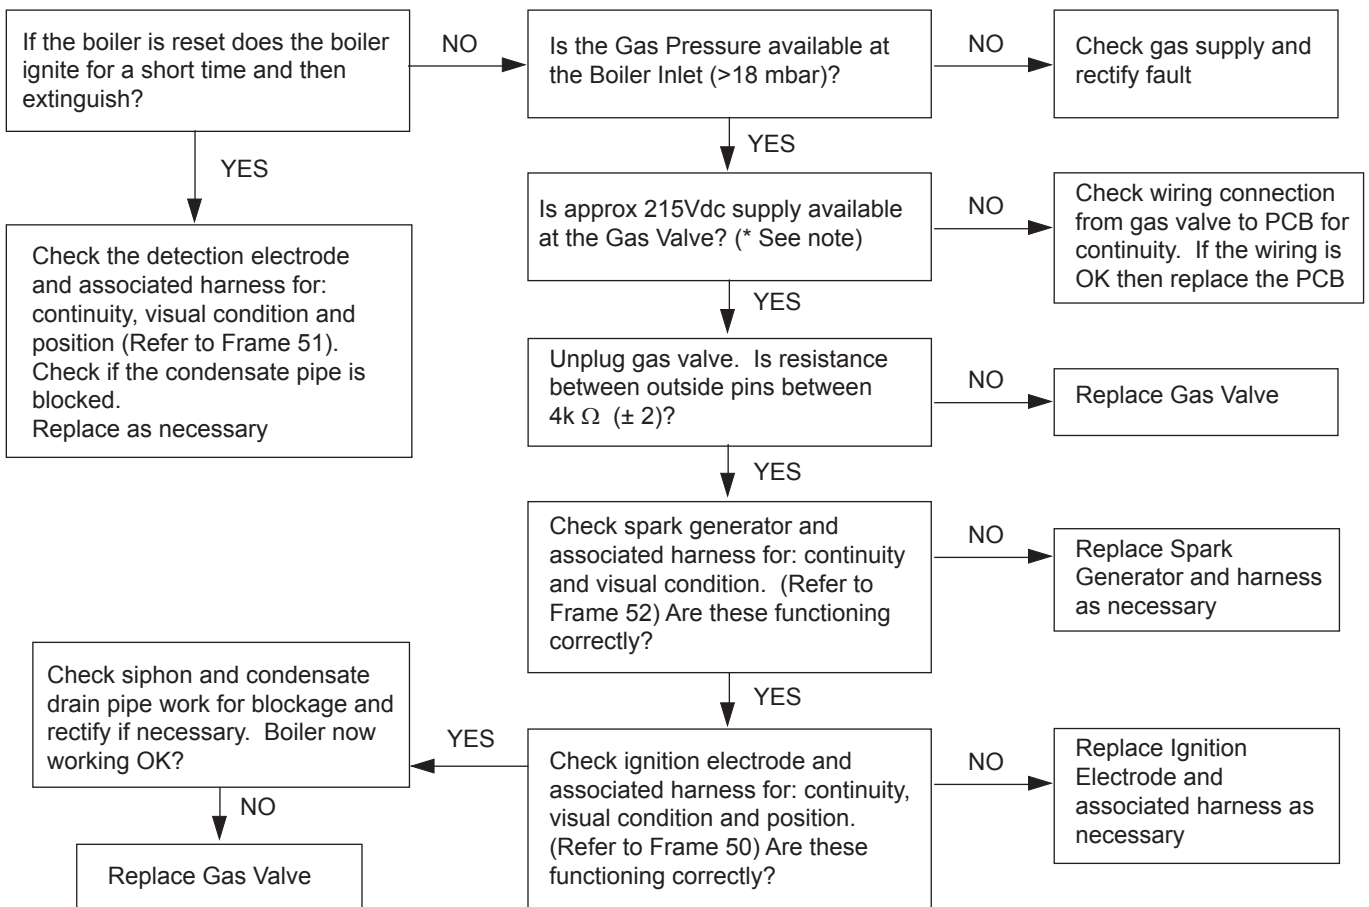 If the boiler is reset does the boiler
ignite for a short time and then
extinguish?
NO
Is the Gas Pressure available at
the Boiler Inlet (>18 mbar)?
NO
Check gas supply and
rectify fault
YES
YES
Check the detection electrode
and associated harness for:
continuity, visual condition and
position (Refer to Frame 51).
Check if the condensate pipe is
blocked.
Replace as necessary
Is approx 215Vdc supply available
at the Gas Valve? (* See note)
NO
Check wiring connection
from gas valve to PCB for
continuity. If the wiring is
OK then replace the PCB
YES
Unplug gas valve. Is resistance
between outside pins between
4k Ω (± 2)?
NO
Replace Gas Valve
YES
Check spark generator and
associated harness for: continuity
and visual condition. (Refer to
Frame 52) Are these functioning
correctly?
NO
Replace Spark
Generator and harness
as necessary
YES
Check ignition electrode and
associated harness for: continuity,
visual condition and position.
(Refer to Frame 50) Are these
functioning correctly?
NO
Replace Ignition
Electrode and
associated harness as
necessary
YES
Check siphon and condensate
drain pipe work for blockage and
rectify if necessary. Boiler now
working OK?
NO
Replace Gas Valve